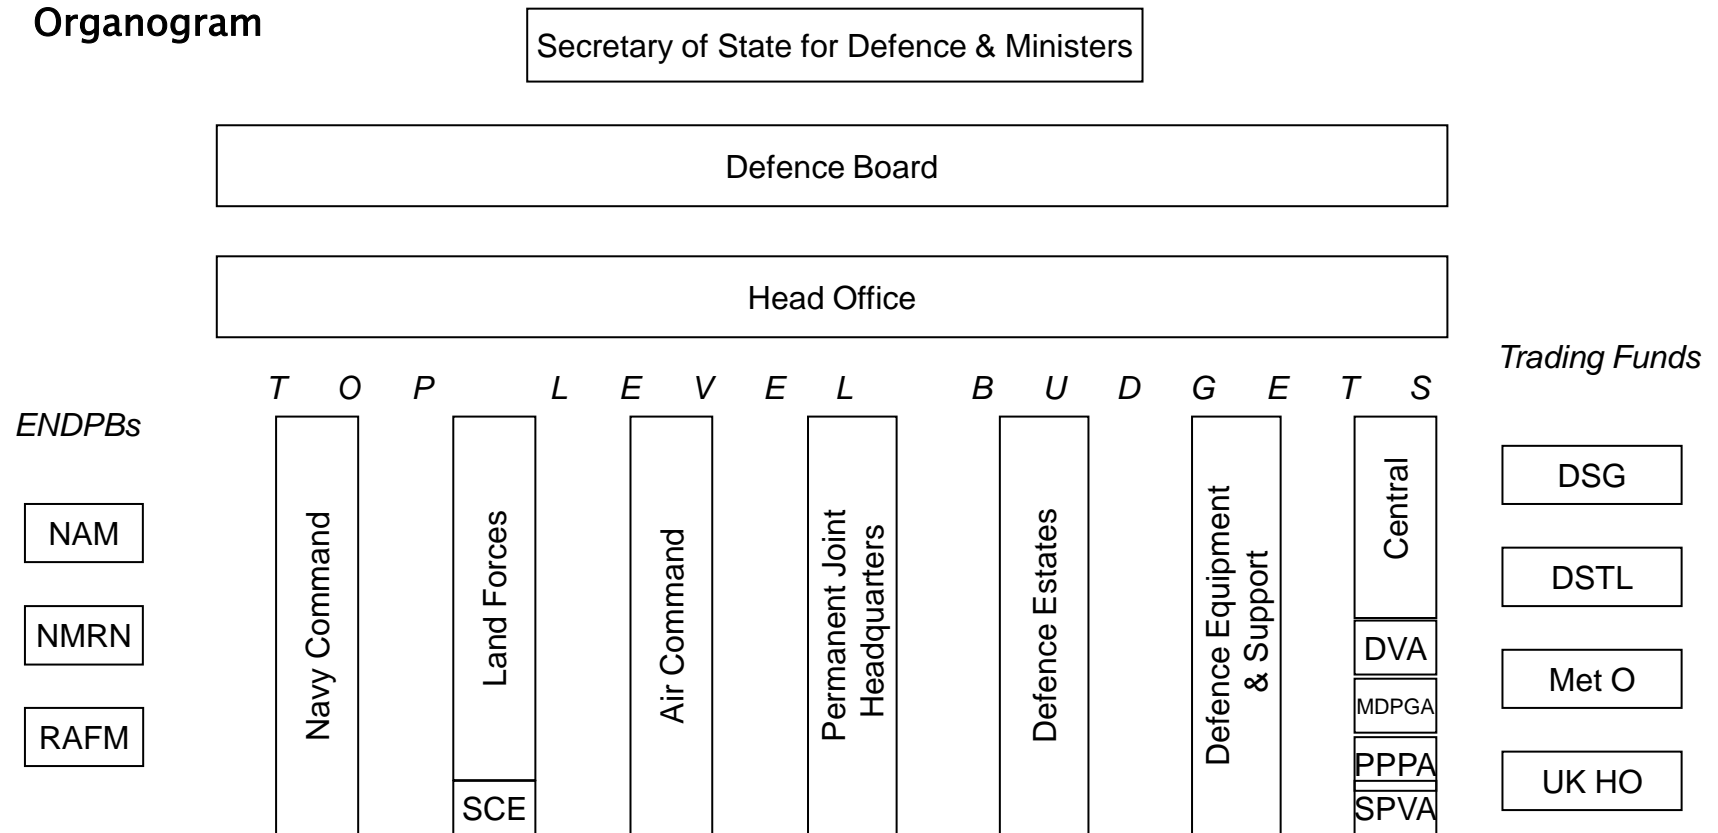 Organogram
Secretary of State for Defence & Ministers
Defence Board
Head Office
Trading Funds
T O P L E V E L B U D G E T S
ENDPBs
NAM
NMRN
RAFM
Navy Command
Land Forces
SCE
Air Command
Permanent Joint
Headquarters
Defence Estates
Defence Equipment
& Support
Central
DVA
MDPGA
PPPA
SPVA
DSG
DSTL
Met O
UK HO